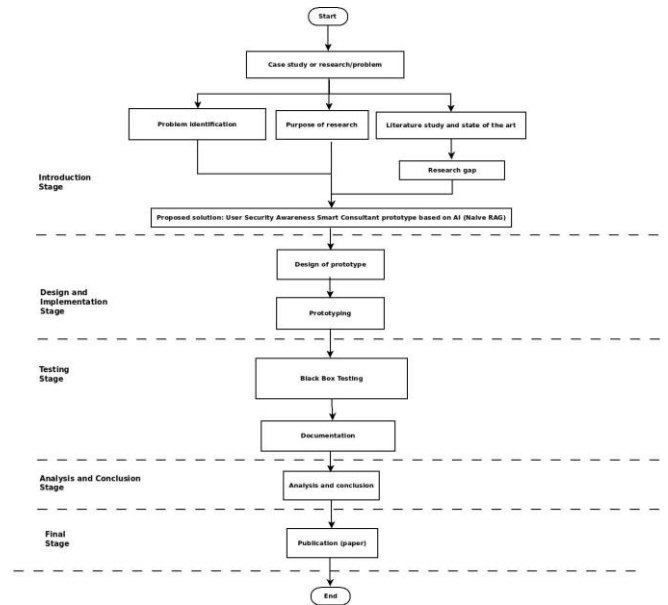 Start
Case study or research/problem
Problem identification
Purpose of research
Literature study and state of the art
Research gap
Introduction
Stage
Proposed solution: User Security Awareness Smart Consultant prototype based on AI (Naive RAG)
Design of prototype
Design and
Implementation
Stage
Prototyping
Testing
Stage
Black Box Testing
Documentation
Analysis and Conclusion
Stage
Analysis and conclusion
Final
Stage
Publication (paper)
End